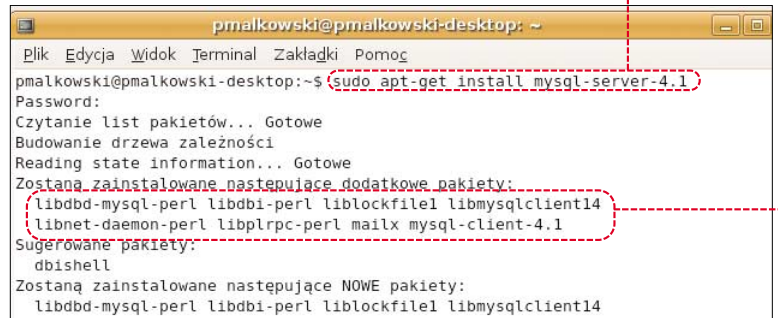 pmalkowski@pmalkowski-desktop: ~
Plik Edycja Widok Terminal Zakładki Pomoc
pmalkowski@pmalkowski-desktop:~$ sudo apt-get install mysql-server-4.1
Password:
Czytanie list pakietów... Gotowe
Budowanie drzewa zależności
Reading state information... Gotowe
Zostaną zainstalowane następujące dodatkowe pakiety:
libdbd-mysql-perl libdbi-perl liblockfile1 libmysqlclient14
libnet-daemon-perl libplrpc-perl mailx mysql-client-4.1
Sugerowane pakiety:
dbishell
Zostaną zainstalowane następujące NOWE pakiety:
libdbd-mysql-perl libdbi-perl liblockfile1 libmysqlclient14